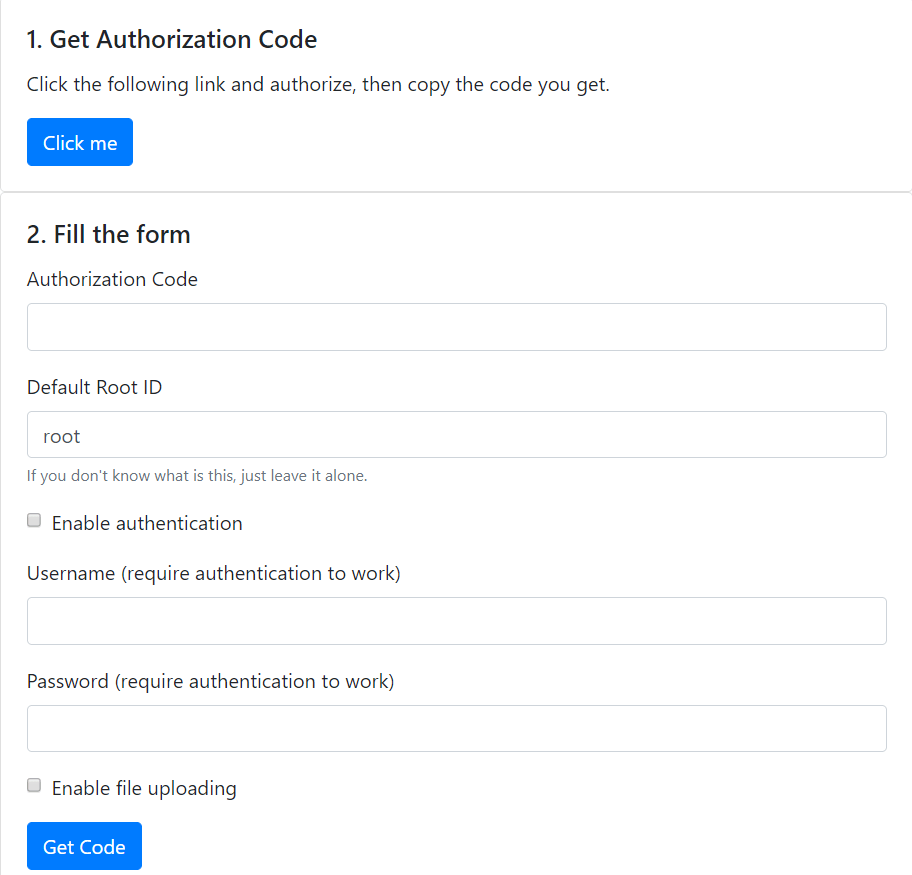 1. Get Authorization Code
Click the following link and authorize, then copy the code you get.
Click me
2. Fill the form
Authorization Code
Default Root ID
root
If you don't know what is this, just leave it alone.
Enable authentication
Username (require authentication to work)
Password (require authentication to work)
Enable file uploading
Get Code